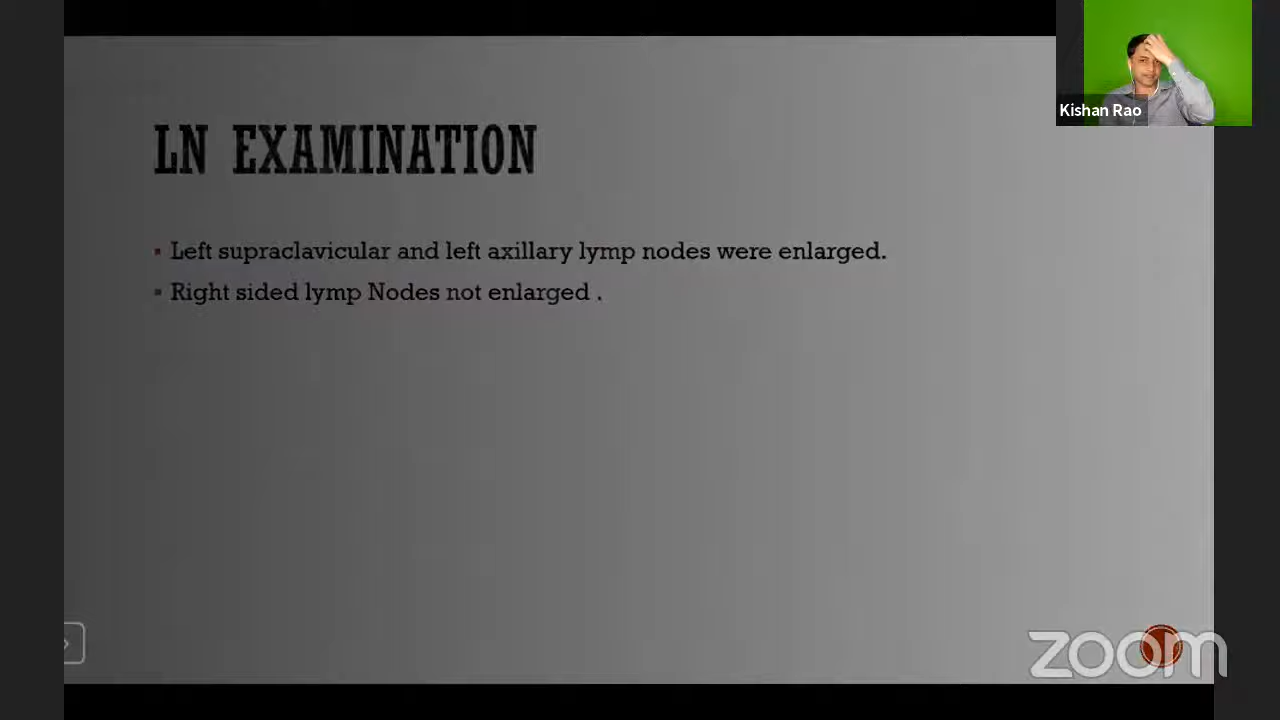 Kishan Rao
LN EXAMINATION
▪ Left supraclavicular and left axillary lymp nodes were enlarged.
▪ Right sided lymp Nodes not enlarged .
zoom